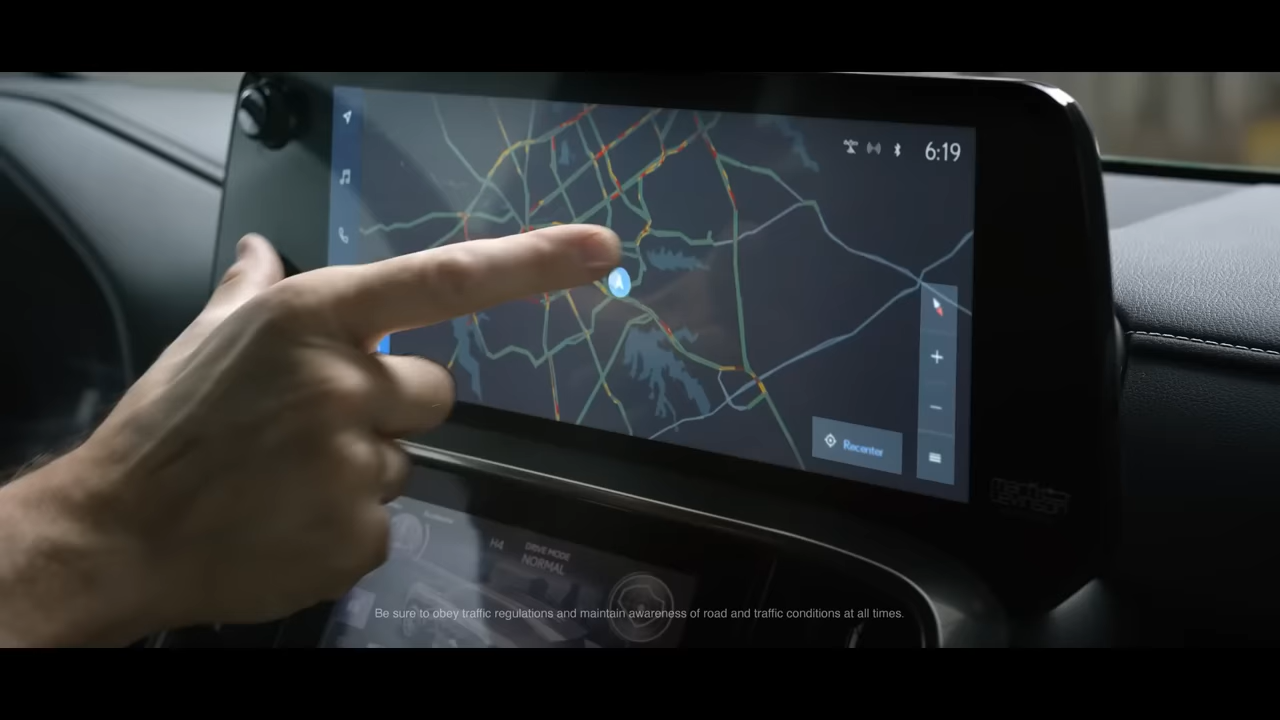 6:19
Recenter
H4
DRIVE MODE
NORMAL
Be sure to obey traffic regulations and maintain awareness of road and traffic conditions at all times.